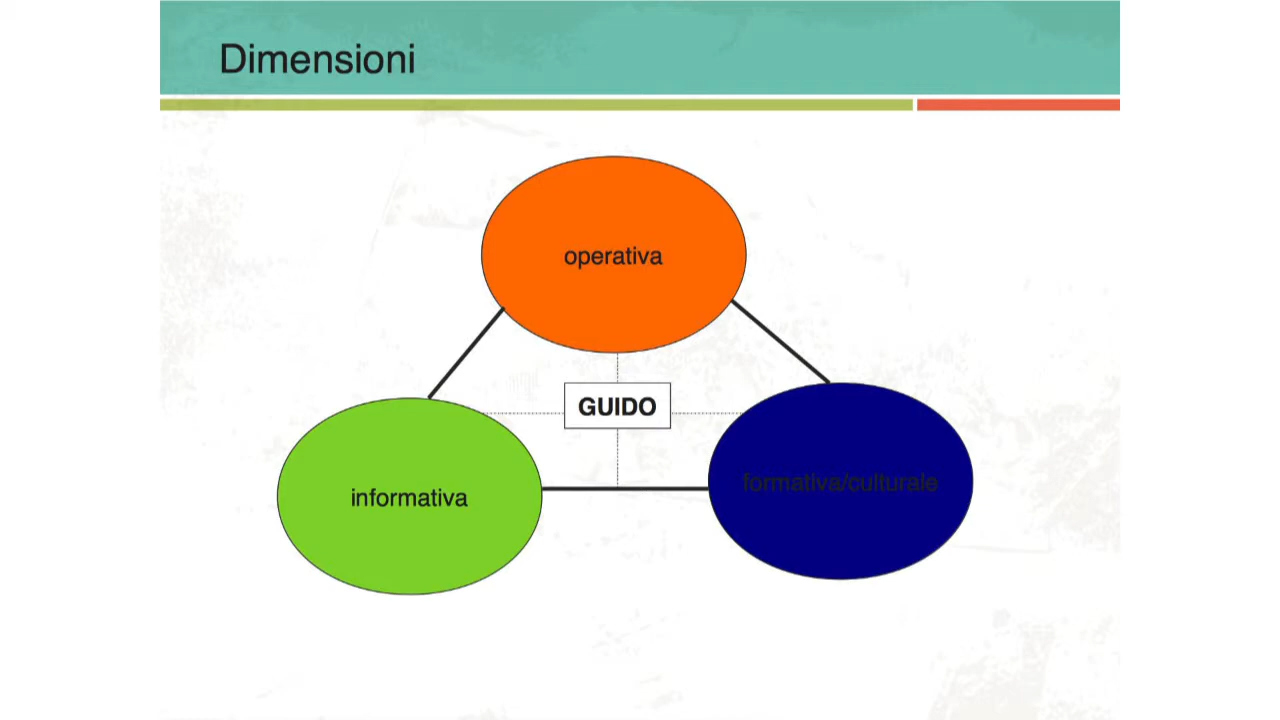 Dimensioni
operativa
GUIDO
informativa
formativa/culturale